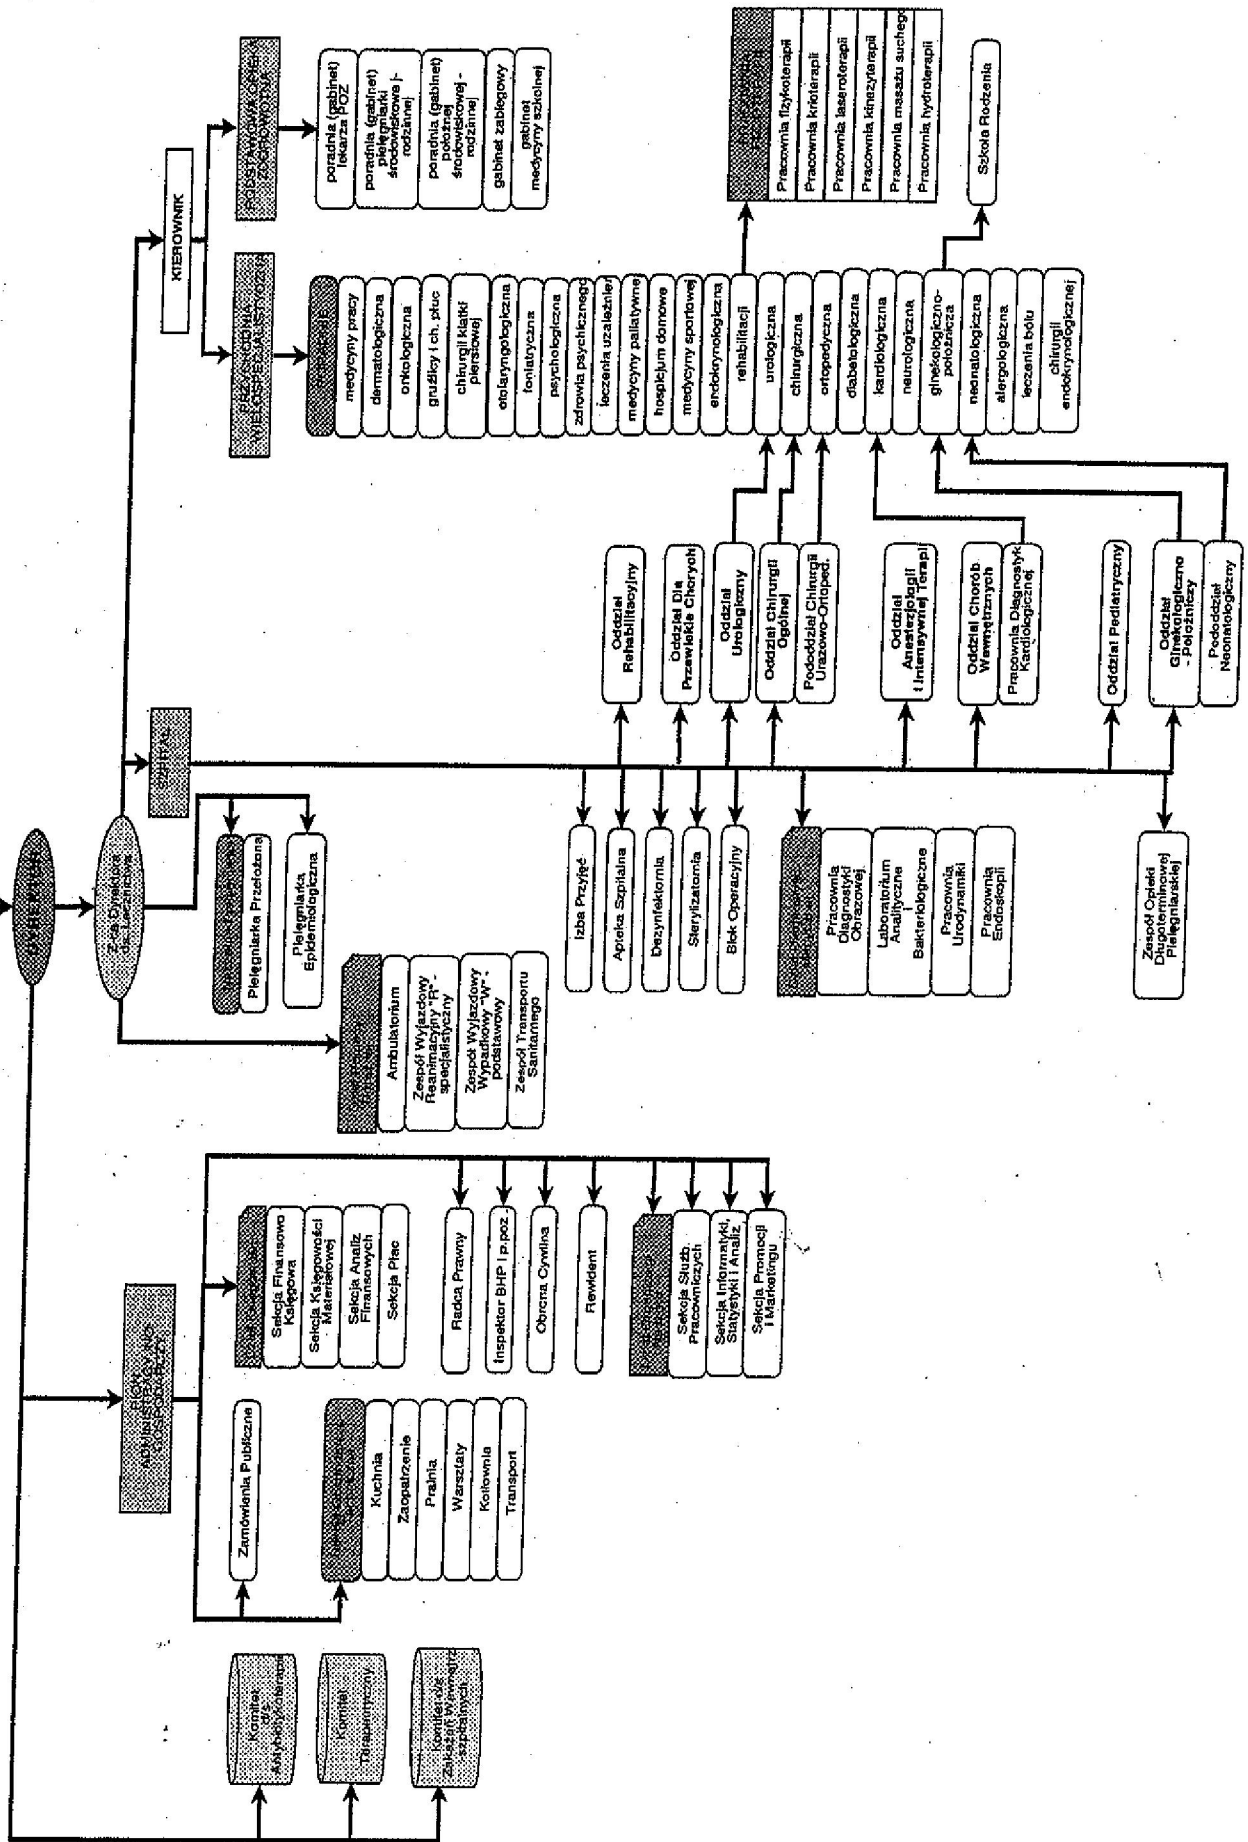 DYREKTOR
Z-ca Dyrektora
ds. Lecznictwa
BION
ADMINISTRACYJNO-
GOSPODARCZY
SZPITAL
KIEROWNIK
PRZYCHODNIA
WIELOSPECJALISTYCZNA
PODSTAWOWA OPIEKA
ZDROWOTNA
Komitet
d/s
Antybiotykoterapii
Komitet
Terapeutyczny
Komitet d/s
Zakażeń Wewnątrz
szpitalnych
Zamówienia Publiczne
Kuchnia
Zaopatrzenie
Pralnia
Warsztaty
Kotłownia
Transport
Sekcja Finansowo
Księgowa
Sekcja Księgowości
Materiałowej
Sekcja Analiz
Finansowych
Sekcja Płac
Radca Prawny
Inspektor BHP i p.poż.
Obrona Cywilna
Rewident
Sekcja Służb
Pracowniczych
Sekcja Informatyki,
Statystyki i Analiz
Sekcja Promocji
i Marketingu
Ambulatorium
Zespół Wyjazdowy
Reanimacyjny "R" -
specjalistyczny
Zespół Wyjazdowy
Wypadkowy "W" -
podstawowy
Zespół Transportu
Sanitarnego
Pielęgniarka Przełożona
Pielęgniarka
Epidemiologiczna
Izba Przyjęć
Apteka Szpitalna
Dezynfektornia
Sterylizatornia
Blok Operacyjny
Pracownia
Diagnostyki
Obrazowej
Laboratorium
Analityczne
Bakteriologiczne
Pracownia
Urodynamiki
Pracownia
Endoskopii
Zespół Opieki
Długoterminowej
Pielęgniarskiej
Oddział
Rehabilitacyjny
Oddział Dla
Przewlekle Chorych
Oddział
Urologiczny
Oddział Chirurgii
Ogólnej
Pododdział Chirurgii
Urazowo-Ortoped.
Oddział
Anestezjologii
i Intensywnej Terapii
Oddział Chorób
Wewnętrznych
Pracownia Diagnostyk
Kardiologicznej
Oddział Pediatryczny
Oddział
Ginekologiczno
- Położniczy
Pododdział
Neonatologiczny
PORADNIE
medycyny pracy
dermatologiczna
onkologiczna
gruźlicy i ch. płuc
chirurgii klatki
piersiowej
otolaryngologiczna
foniatryczna
psychologiczna
zdrowia psychicznego
leczenia uzależnień
medycyny paliatywnej
hospicjum domowe
medycyny sportowej
endokrynologiczna
rehabilitacji
urologiczna
chirurgiczna
ortopedyczna
diabetologiczna
kardiologiczna
neurologiczna
ginekologiczno-
położnicza
neonatologiczna
alergologiczna
leczenia bólu
chirurgii
endokrynologicznej
poradnia (gabinet)
lekarza POZ
poradnia (gabinet)
pielęgniarki
środowiskowej-
rodzinnej
poradnia (gabinet)
położnej
środowiskowej -
rodzinnej
gabinet zabiegowy
gabinet
medycyny szkolnej
Pracownia fizykoterapii
Pracownia krioterapii
Pracownia laseroterapii
Pracownia kinezyterapii
Pracownia masażu suchego
Pracownia hydroterapii
Szkoła Rodzenia